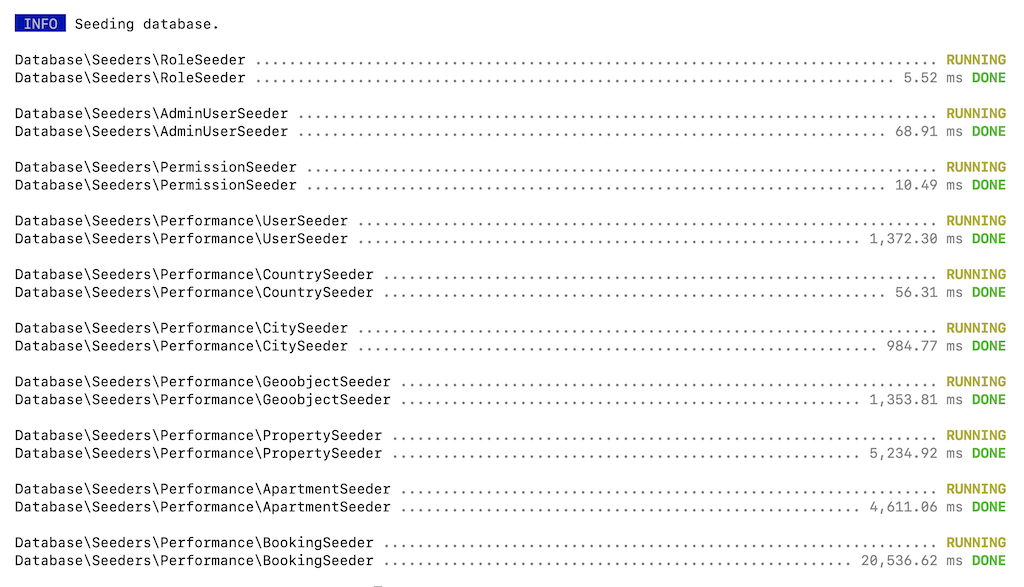 INFO Seeding database.
Database\Seeders\RoleSeeder ................................................................................ RUNNING
Database\Seeders\RoleSeeder ........................................................................... 5.52 ms DONE
Database\Seeders\AdminUserSeeder ........................................................................... RUNNING
Database\Seeders\AdminUserSeeder ..................................................................... 68.91 ms DONE
Database\Seeders\PermissionSeeder .......................................................................... RUNNING
Database\Seeders\PermissionSeeder .................................................................... 10.49 ms DONE
Database\Seeders\Performance\UserSeeder .................................................................... RUNNING
Database\Seeders\Performance\UserSeeder ........................................................... 1,372.30 ms DONE
Database\Seeders\Performance\CountrySeeder ................................................................. RUNNING
Database\Seeders\Performance\CountrySeeder ........................................................... 56.31 ms DONE
Database\Seeders\Performance\CitySeeder .................................................................... RUNNING
Database\Seeders\Performance\CitySeeder ............................................................. 984.77 ms DONE
Database\Seeders\Performance\GeoobjectSeeder ............................................................... RUNNING
Database\Seeders\Performance\GeoobjectSeeder ...................................................... 1,353.81 ms DONE
Database\Seeders\Performance\PropertySeeder ................................................................ RUNNING
Database\Seeders\Performance\PropertySeeder ....................................................... 5,234.92 ms DONE
Database\Seeders\Performance\ApartmentSeeder ............................................................... RUNNING
Database\Seeders\Performance\ApartmentSeeder ...................................................... 4,611.06 ms DONE
Database\Seeders\Performance\BookingSeeder ................................................................. RUNNING
Database\Seeders\Performance\BookingSeeder ....................................................... 20,536.62 ms DONE